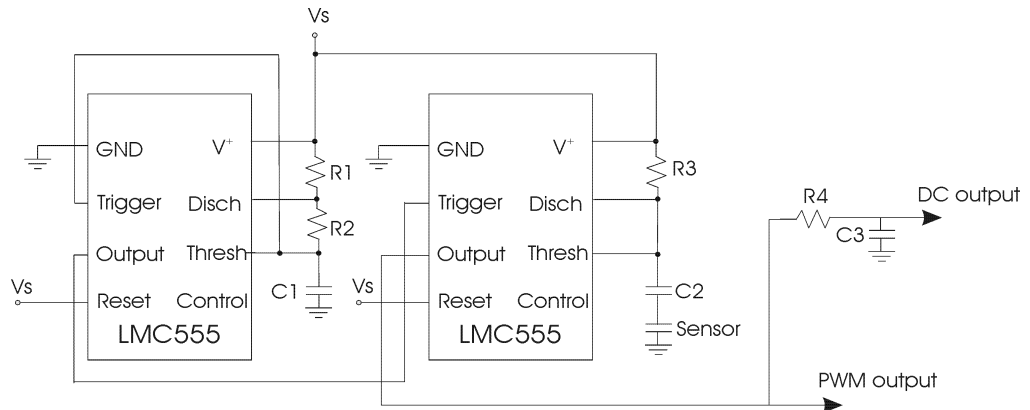 Vs
GND
V+
R1
Trigger
Disch
R2
Output
Thresh
Vs
Reset
Control
C1
LMC555
GND
V+
R3
Trigger
Disch
Output
Thresh
Vs
Reset
Control
C2
LMC555
Sensor
R4
DC output
C3
PWM output